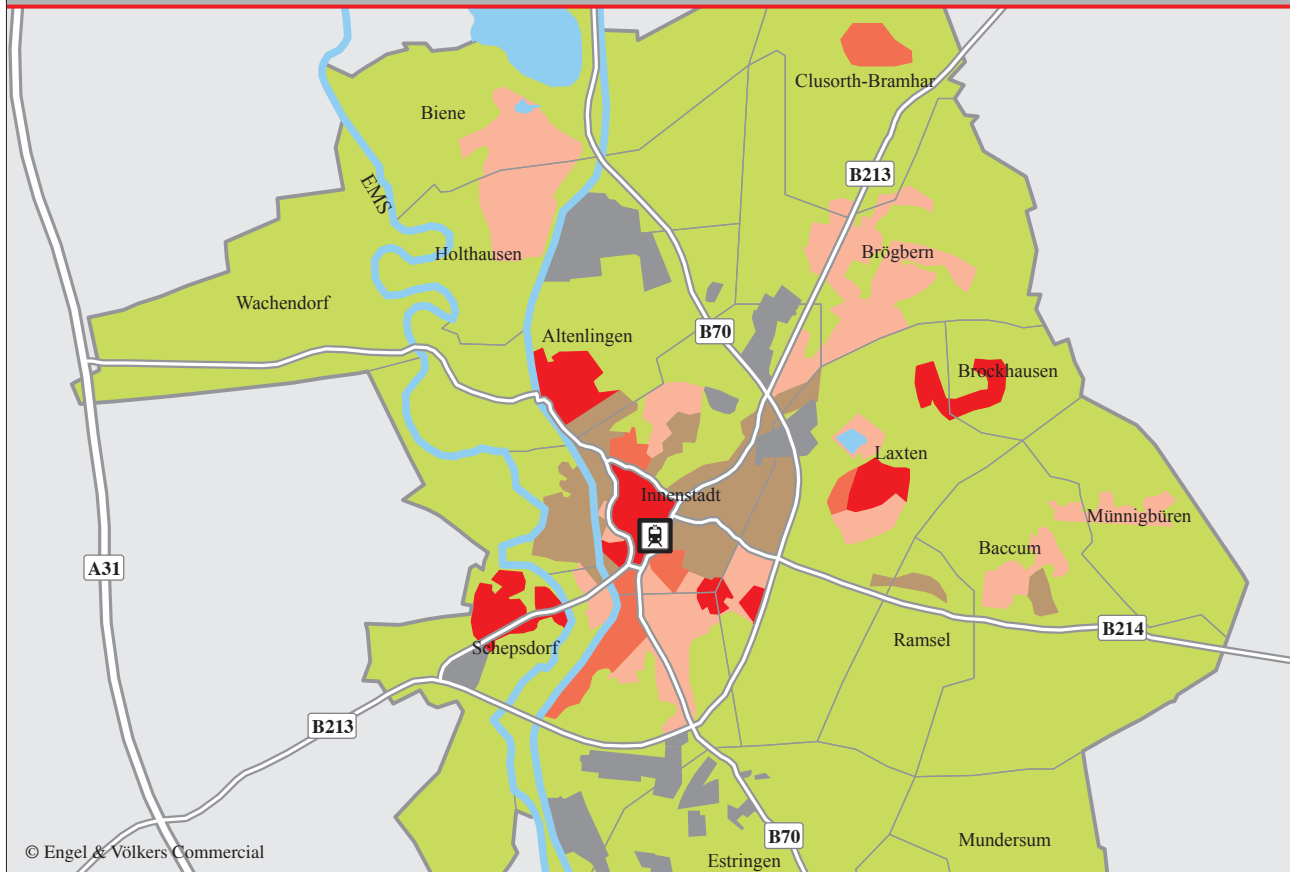 Clusorth-Bramhar
Biene
B213
EMS
Holthausen
Brögbern
Wachendorf
Altenlingen
B70
Brockhausen
Laxten
Innenstadt
Münnigbüren
Baccum
A31
B214
Ramsel
Schepsdorf
B213
B70
Mundersum
© Engel & Völkers Commercial
Estringen